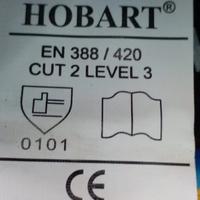 HOBART®
EN 388 / 420
CUT 2 LEVEL 3
0101
CE